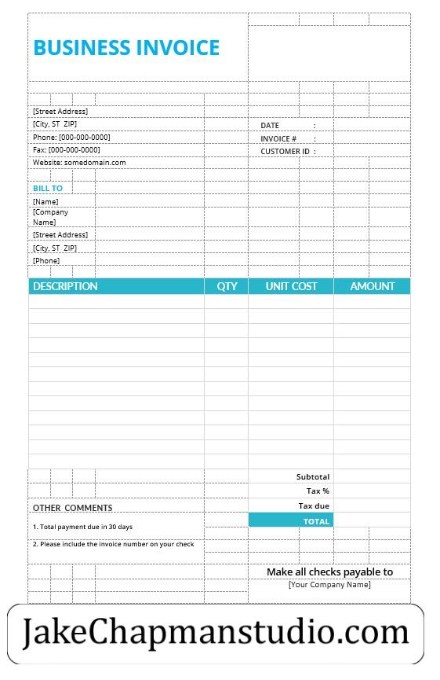 BUSINESS INVOICE
[Street Address]
[City, ST  ZIP]
DATE :
Phone: [000-000-0000]
INVOICE # :
Fax: [000-000-0000]
CUSTOMER ID :
Website: somedomain.com
BILL TO
[Name]
[Company
Name]
[Street Address]
[City, ST  ZIP]
[Phone]
DESCRIPTION QTY UNIT COST AMOUNT
Subtotal
Tax %
Tax due
OTHER COMMENTS
TOTAL
1. Total payment due in 30 days
2. Please include the invoice number on your check
Make all checks payable to
[Your Company Name]
JakeChapmanstudio.com